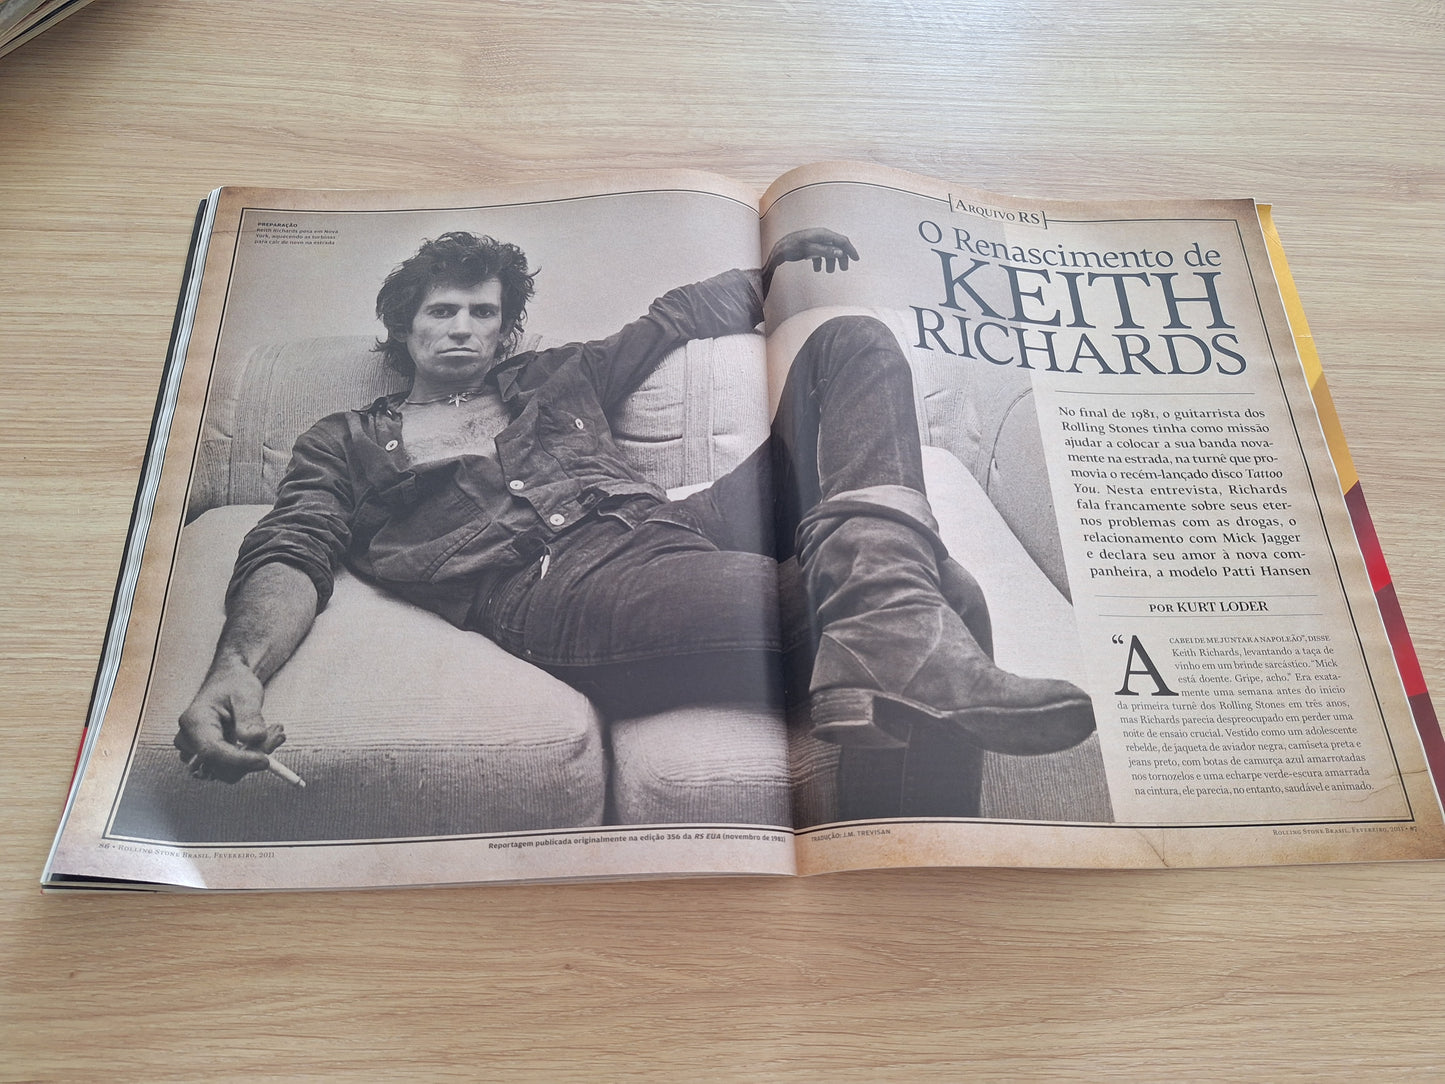 PREPARAÇÃO
Keith Richards posa em Nova
York, aquecendo as turbinas
para cair de novo na estrada
[ARQUIVO RS]
O Renascimento de
KEITH
RICHARDS
No final de 1981, o guitarrista dos
Rolling Stones tinha como missão
ajudar a colocar a sua banda nova-
mente na estrada, na turnê que pro-
movia o recém-lançado disco Tattoo
You. Nesta entrevista, Richards
fala francamente sobre seus eter-
nos problemas com as drogas, o
relacionamento com Mick Jagger
e declara seu amor à nova com-
panheira, a modelo Patti Hansen
POR KURT LODER
“ACABEI DE ME JUNTAR A NAPOLEÃO”, DISSE
Keith Richards, levantando a taça de
vinho em um brinde sarcástico. “Mick
está doente. Gripe, acho.” Era exata-
mente uma semana antes do início
da primeira turnê dos Rolling Stones em três anos,
mas Richards parecia despreocupado em perder uma
noite de ensaio crucial. Vestido como um adolescente
rebelde, de jaqueta de aviador negra, camiseta preta e
jeans preto, com botas de camurça azul amarrotadas
nos tornozelos e uma echarpe verde-escura amarrada
na cintura, ele parecia, no entanto, saudável e animado.
86 • ROLLING STONE BRASIL, FEVEREIRO, 2011
Reportagem publicada originalmente na edição 356 da RS EUA (novembro de 1981)
TRADUÇÃO: J.M. TREVISAN
ROLLING STONE BRASIL, FEVEREIRO, 2011 • 87